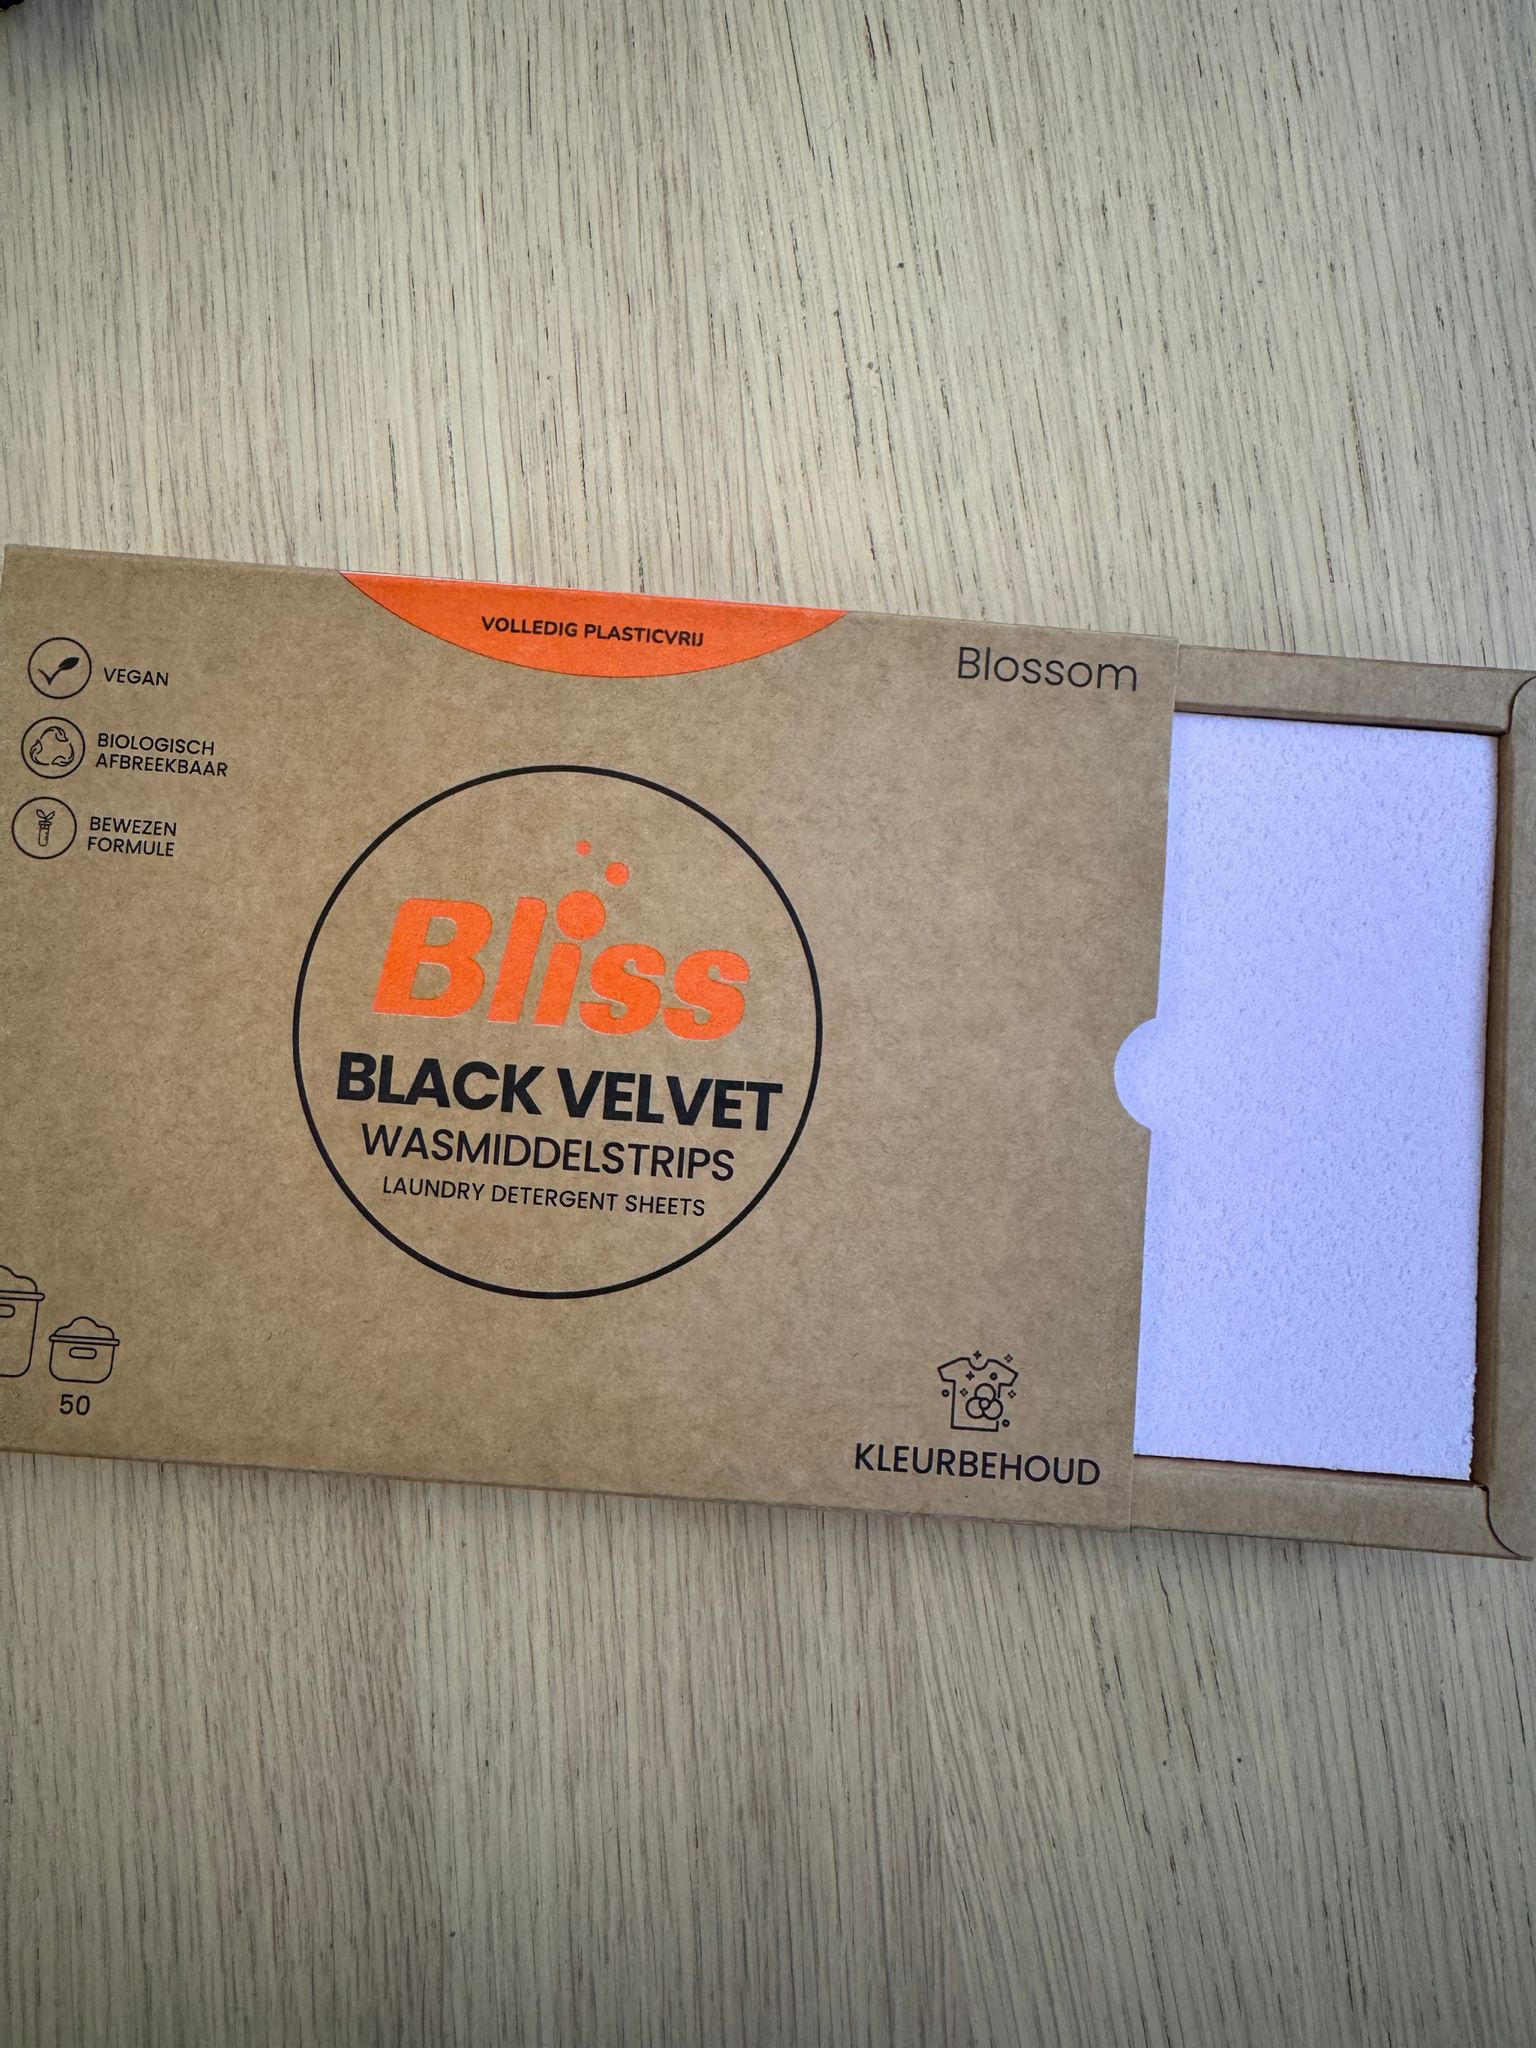 VOLLEDIG PLASTICVRIJ
Blossom
VEGAN
BIOLOGISCH
AFBREEKBAAR
BEWEZEN
FORMULE
Bliss
BLACK VELVET
WASMIDDELSTRIPS
LAUNDRY DETERGENT SHEETS
50
KLEURBEHOUD